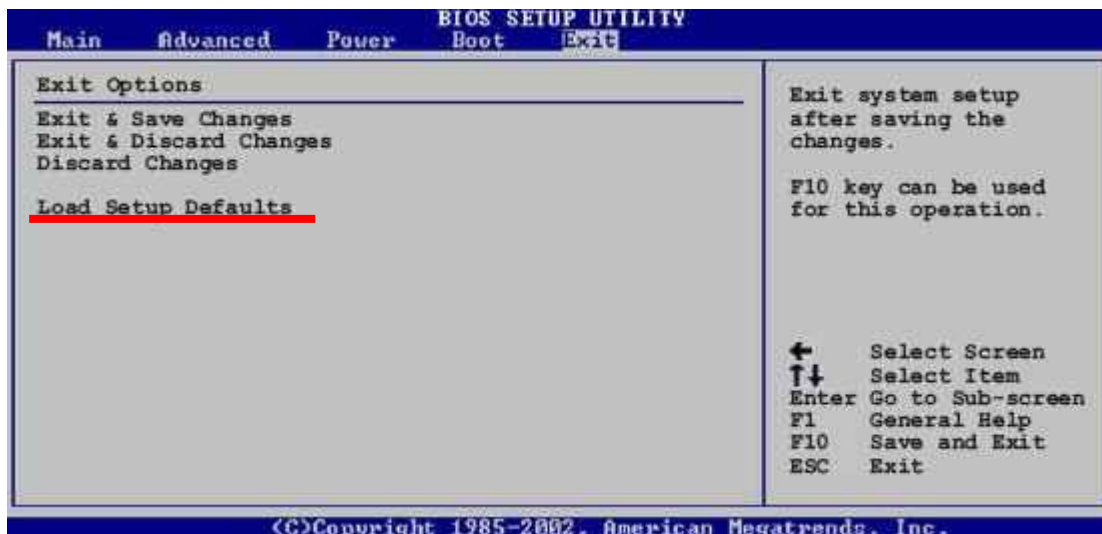 BIOS SETUP UTILITY
Main Advanced Power Boot Exit
Exit Options
Exit & Save Changes
Exit & Discard Changes
Discard Changes
Load Setup Defaults
Exit system setup
after saving the
changes.
F10 key can be used
for this operation.
← Select Screen
↑↓ Select Item
Enter Go to Sub-screen
F1 General Help
F10 Save and Exit
ESC Exit
(C)Copyright 1985-2002, American Megatrends, Inc.